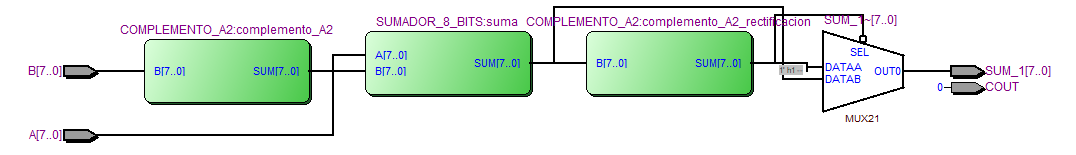 COMPLEMENTO_A2:complemento_A2
SUMADOR_8_BITS:suma
COMPLEMENTO_A2:complemento_A2_rectificacion
SUM_1~[7..0]
B[7..0]
B[7..0]
SUM[7..0]
A[7..0]
B[7..0]
SUM[7..0]
B[7..0]
SUM[7..0]
SEL
DATAA
DATAB
OUT0
MUX21
SUM_1[7..0]
0
COUT
A[7..0]